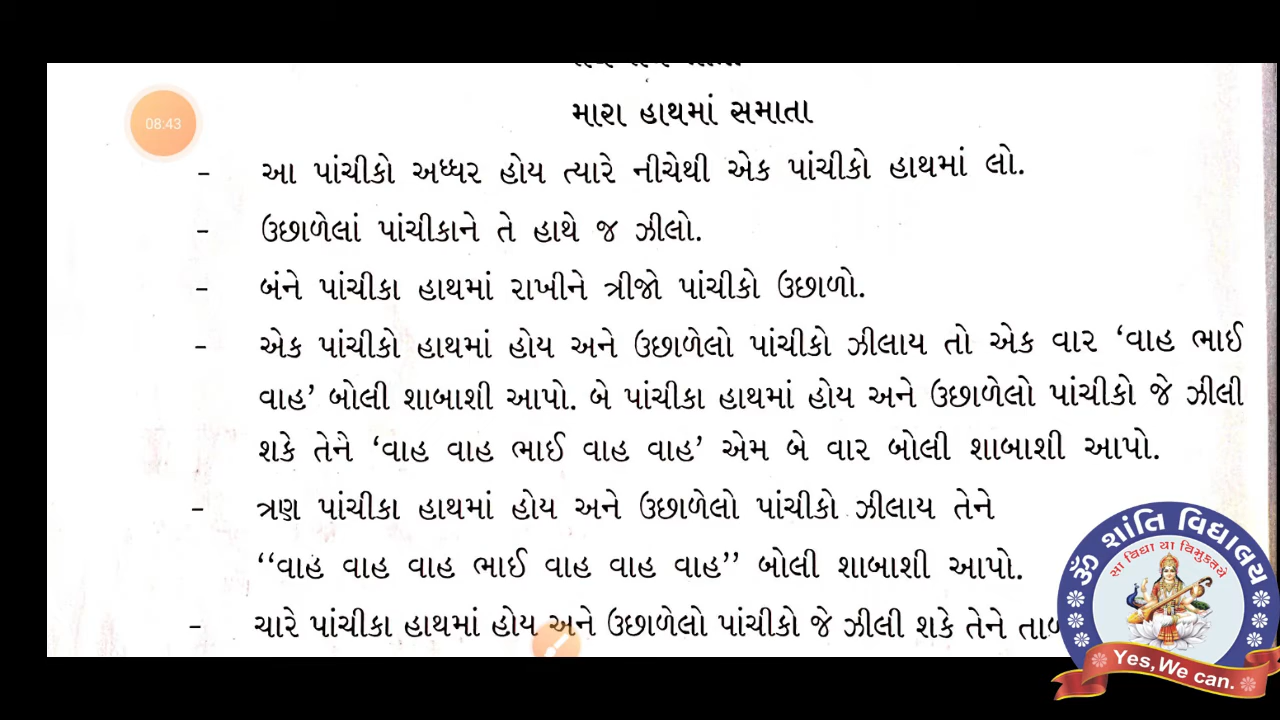 મારા હાથમાં સમાતા
08:43
- આ પાંચીકો અધ્ધર હોય ત્યારે નીચેથી એક પાંચીકો હાથમાં લો.
- ઉછાળેલાં પાંચીકાને તે હાથે જ ઝીલો.
- બંને પાંચીકા હાથમાં રાખીને ત્રીજો પાંચીકો ઉછાળો.
- એક પાંચીકો હાથમાં હોય અને ઉછાળેલો પાંચીકો ઝીલાય તો એક વાર ‘વાહ ભાઈ
વાહ’ બોલી શાબાશી આપો. બે પાંચીકા હાથમાં હોય અને ઉછાળેલો પાંચીકો જે ઝીલી
શકે તેને ‘વાહ વાહ ભાઈ વાહ વાહ’ એમ બે વાર બોલી શાબાશી આપો.
- ત્રણ પાંચીકા હાથમાં હોય અને ઉછાળેલો પાંચીકો ઝીલાય તેને
‘‘વાહ વાહ વાહ ભાઈ વાહ વાહ વાહ’’ બોલી શાબાશી આપો.
- ચારે પાંચીકા હાથમાં હોય અને ઉછાળેલો પાંચીકો જે ઝીલી શકે તેને
ૐ શાંતિ વિદ્યાલય
સા વિદ્યા યા વિમુક્તયે
Yes, We can.